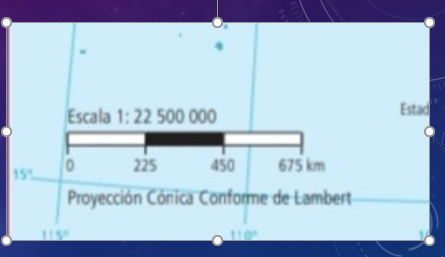 Escala 1: 22 500 000
Estad
0 225 450 675 km
15°
Proyección Cónica Conforme de Lambert
115° 110°